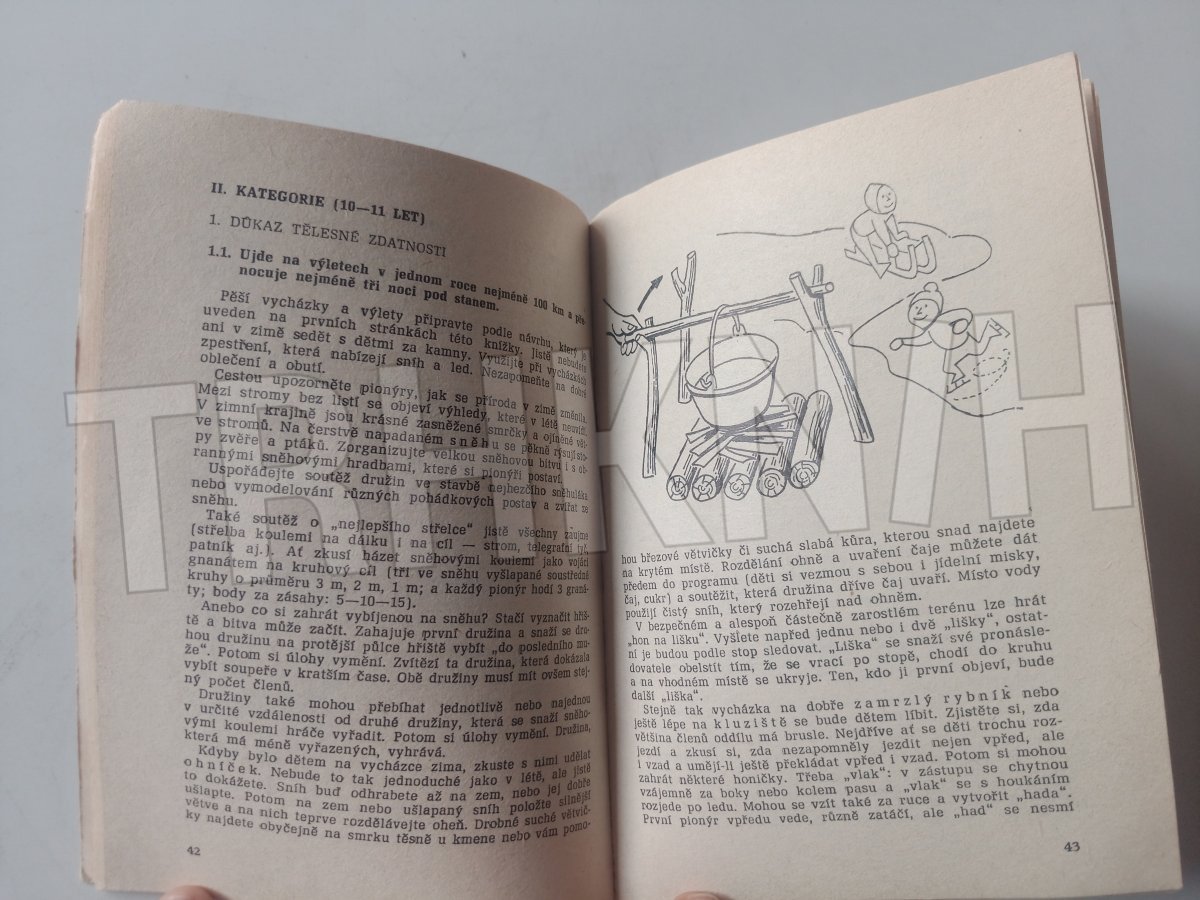 II. KATEGORIE (10—11 LET)
1. DŮKAZ TĚLESNÉ ZDATNOSTI
1.1. Ujde na výletech v jednom roce nejméně 100 km a pře-
nocuje nejméně tři noci pod stanem.
Pěší vycházky a výlety připravte podle návrhu, který je
uveden na prvních stránkách této knížky. Jistě nebudete
ani v zimě sedět s dětmi za kamny. Využijte při vycházkách
zpestření, která nabízejí sníh a led. Nezapomeňte na dobré
oblečení a obutí.
Cestou upozorněte pionýry, jak se příroda v zimě změnila.
Mezi stromy bez listí se objeví výhledy, které v létě neuvidí.
V zimní krajině jsou krásné zasněžené smrčky a ojíněné vět-
ve stromů. Na čerstvě napadaném sněhu se pěkně rýsují sto-
py zvěře a ptáků. Zorganizujte velkou sněhovou bitvu i s ob-
rannými sněhovými hradbami, které si pionýři postaví.
Uspořádejte soutěž družin ve stavbě nejhezčího sněhuláka
nebo vymodelování různých pohádkových postav a zvířat ze
sněhu.
Také soutěž o „nejlepšího střelce“ jistě všechny zaujme
(střelba koulemi na dálku i na cíl — strom, telegrafní tyč,
patník aj.). Ať zkusí házet sněhovými koulemi jako vojáci
gnanátem na kruhový cíl (tři ve sněhu vyšlapané soustředné
kruhy o průměru 3 m, 2 m, 1 m; a každý pionýr hodí 3 graná-
ty; body za zásahy: 5—10—15).
Anebo co si zahrát vybíjenou na sněhu? Stačí vyznačit hřiš-
tě a bitva může začít. Zahajuje první družina a snaží se dro-
hou družinu na protější půlce hřiště vybít „do posledního mu-
že“. Potom si úlohy vymění. Zvítězí ta družina, která dokázala
vybít soupeře v kratším čase. Obě družiny musí mít ovšem stej-
ný počet členů.
Družiny také mohou přebíhat jednotlivě nebo najednou
v určité vzdálenosti od druhé družiny, která se snaží sněho-
vými koulemi hráče vyřadit. Potom si úlohy vymění. Družina,
která má méně vyřazených, vyhrává.
Kdyby bylo dětem na vycházce zima, zkuste s nimi udělat
ohníček. Nebude to tak jednoduché jako v létě, ale jistě
to dokážete. Sníh buď odhrabete až na zem, nebo jej dobře
ušlapte. Potom na zem nebo ušlapaný sníh položte silnější
větve a na nich teprve rozdělávejte oheň. Drobné suché větvič-
ky najdete obyčejně na smrku těsně u kmene nebo vám pomo-
42
hou březové větvičky či suchá slabá kůra, kterou snad najdete
na krytém místě. Rozdělání ohně a uvaření čaje můžete dát
předem do programu (děti si vezmou s sebou i jídelní misky,
čaj, cukr) a soutěžit, která družina dříve čaj uvaří. Místo vody
použijí čistý sníh, který rozehřejí nad ohněm.
V bezpečném a alespoň částečně zarostlém terénu lze hrát
„hon na lišku“. Vyšlete napřed jednu nebo i dvě „lišky“, ostat-
ní je budou podle stop sledovat. „Liška“ se snaží své pronásle-
dovatele obelstít tím, že se vrací po stopě, chodí do kruhu
a na vhodném místě se ukryje. Ten, kdo ji první objeví, bude
další „liška“.
Stejně tak vycházka na dobře zamrzlý rybník nebo
ještě lépe na kluziště se bude dětem líbit. Zjistěte si, zda
většina členů oddílu má brusle. Nejdříve ať se děti trochu roz-
jezdí a zkusí si, zda nezapomněly jezdit nejen vpřed, ale
i vzad a umějí-li ještě překládat vpřed i vzad. Potom si mohou
zahrát některé honičky. Třeba „vlak“: v zástupu se chytnou
vzájemně za boky nebo kolem pasu a „vlak“ se s houkáním
rozjede po ledu. Mohou se vzít také za ruce a vytvořit „hada“.
První pionýr vpředu vede, různě zatáčí, ale „had“ se nesmí
43